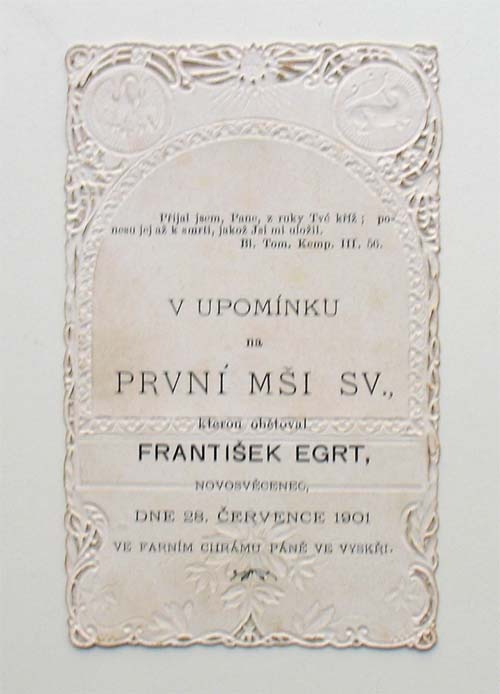 Přijal jsem, Pane, z ruky Tvé kříž; po-
nesu jej až k smrti, jakož Jsi mi uložil.
Bl. Tom. Kemp. III. 56.
V UPOMÍNKU
na
PRVNÍ MŠI SV.,
kterou obětoval
FRANTIŠEK EGRT,
NOVOSVĚCENEC,
DNE 28. ČERVENCE 1901
VE FARNÍM CHRÁMU PÁNĚ VE VYSKŘI.